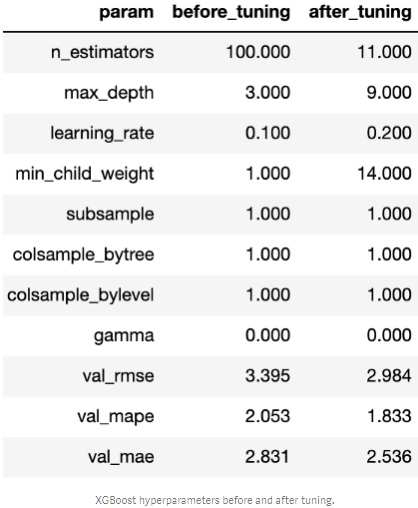 param before_tuning after_tuning
n_estimators 100.000 11.000
max_depth 3.000 9.000
learning_rate 0.100 0.200
min_child_weight 1.000 14.000
subsample 1.000 1.000
colsample_bytree 1.000 1.000
colsample_bylevel 1.000 1.000
gamma 0.000 0.000
val_rmse 3.395 2.984
val_mape 2.053 1.833
val_mae 2.831 2.536
XGBoost hyperparameters before and after tuning.